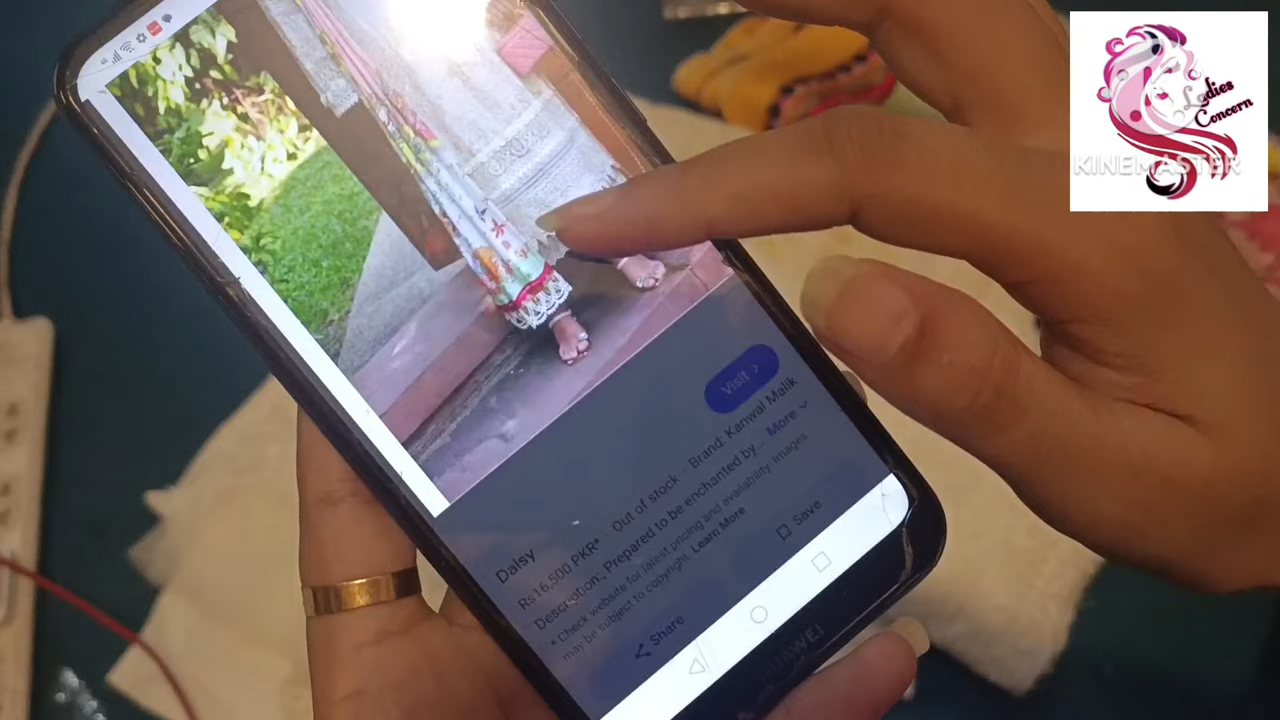 Ladies
Concern
KINEMASTER
Visit >
Daisy
Rs16,500 PKR* · Out of stock · Brand: Kanwal Malik
Description:, Prepared to be enchanted by... More
* Check website for latest pricing and availability. Images
may be subject to copyright. Learn More
Share
Save
HUAWEI